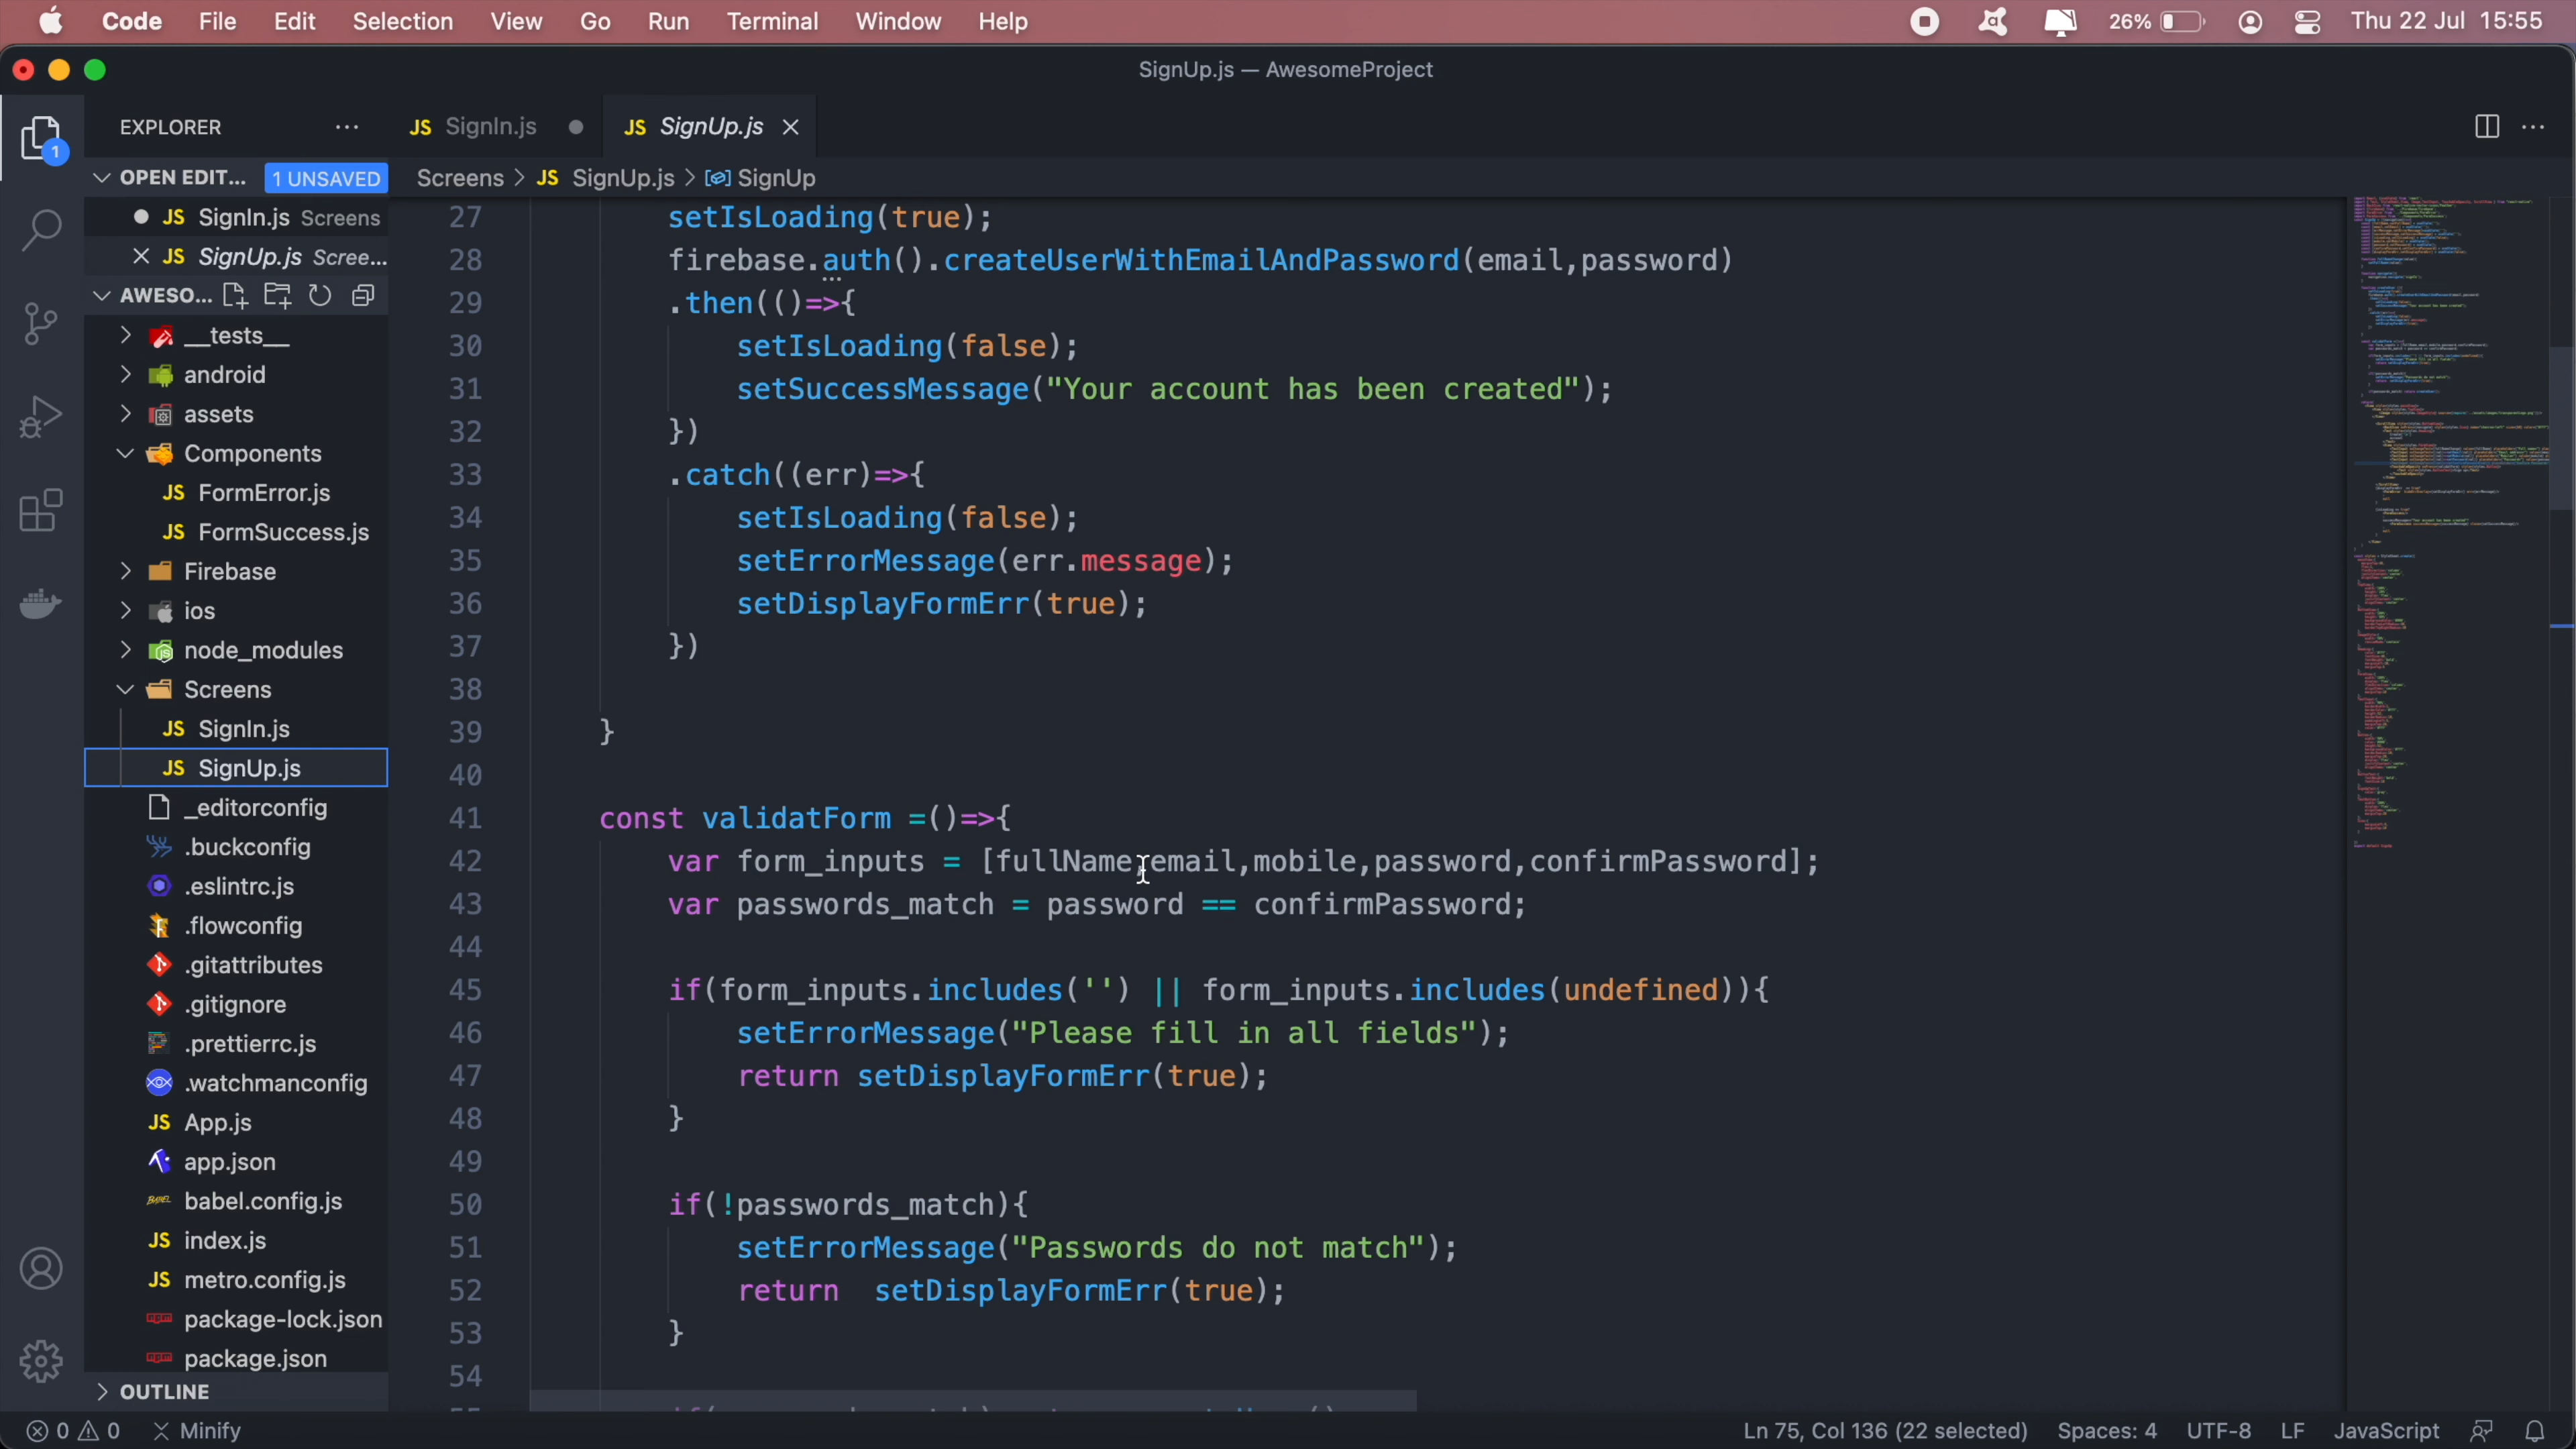 Code File Edit Selection View Go Run Terminal Window Help 26% Thu 22 Jul 15:55
SignUp.js — AwesomeProject
EXPLORER ··· JS SignIn.js JS SignUp.js
1
OPEN EDIT... 1 UNSAVED Screens > JS SignUp.js > SignUp
JS SignIn.js Screens
JS SignUp.js Scree...
AWESO...
__tests__
android
assets
Components
JS FormError.js
JS FormSuccess.js
Firebase
ios
node_modules
Screens
JS SignIn.js
JS SignUp.js
_editorconfig
.buckconfig
.eslintrc.js
.flowconfig
.gitattributes
.gitignore
.prettierrc.js
.watchmanconfig
JS App.js
app.json
babel.config.js
JS index.js
JS metro.config.js
package-lock.json
package.json
OUTLINE
27 setIsLoading(true);
28 firebase.auth().createUserWithEmailAndPassword(email,password)
29 .then(()=>{
30 setIsLoading(false);
31 setSuccessMessage("Your account has been created");
32 })
33 .catch((err)=>{
34 setIsLoading(false);
35 setErrorMessage(err.message);
36 setDisplayFormErr(true);
37 })
38
39 }
40
41 const validatForm =()=>{
42 var form_inputs = [fullName,email,mobile,password,confirmPassword];
43 var passwords_match = password == confirmPassword;
44
45 if(form_inputs.includes('') || form_inputs.includes(undefined)){
46 setErrorMessage("Please fill in all fields");
47 return setDisplayFormErr(true);
48 }
49
50 if(!passwords_match){
51 setErrorMessage("Passwords do not match");
52 return  setDisplayFormErr(true);
53 }
54
0 0 Minify Ln 75, Col 136 (22 selected) Spaces: 4 UTF-8 LF JavaScript